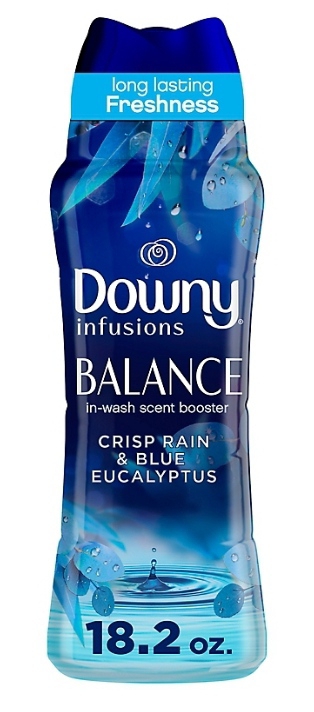 long lasting
Freshness
Downy®
infusions
BALANCE
in-wash scent booster
CRISP RAIN
& BLUE
EUCALYPTUS
18.2 oz.